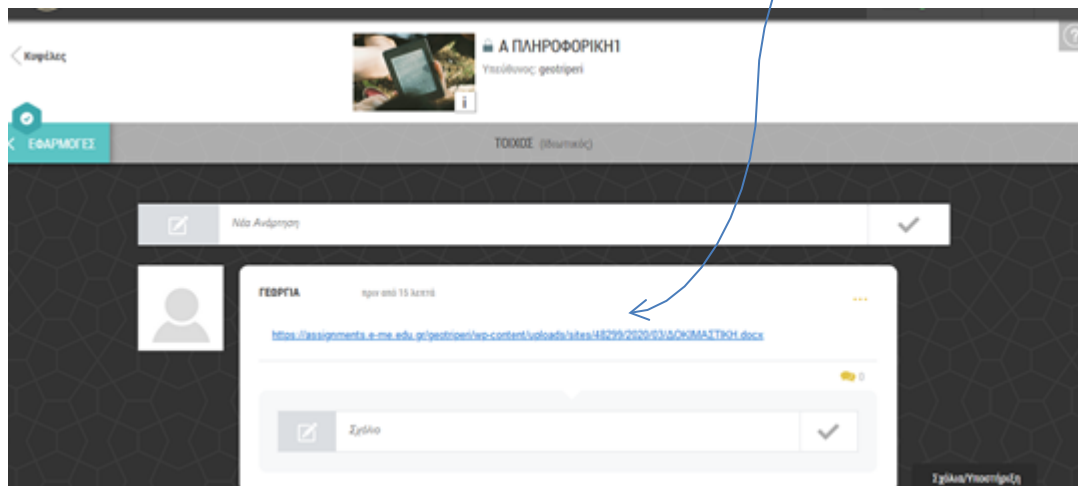 Κυψέλες
Α ΠΛΗΡΟΦΟΡΙΚΗ1
Υπεύθυνος: geotriperi
i
?
ΕΦΑΡΜΟΓΕΣ
ΤΟΙΧΟΣ (Ιδιωτικός)
Νέα Ανάρτηση
ΓΕΩΡΓΙΑ
πριν από 15 λεπτά
https://assignments.e-me.edu.gr/geotriperi/wp-content/uploads/sites/48299/2020/03/ΔΟΚΙΜΑΣΤΙΚΗ.docx
0
Σχόλιο
Σχόλια/Υποστήριξη